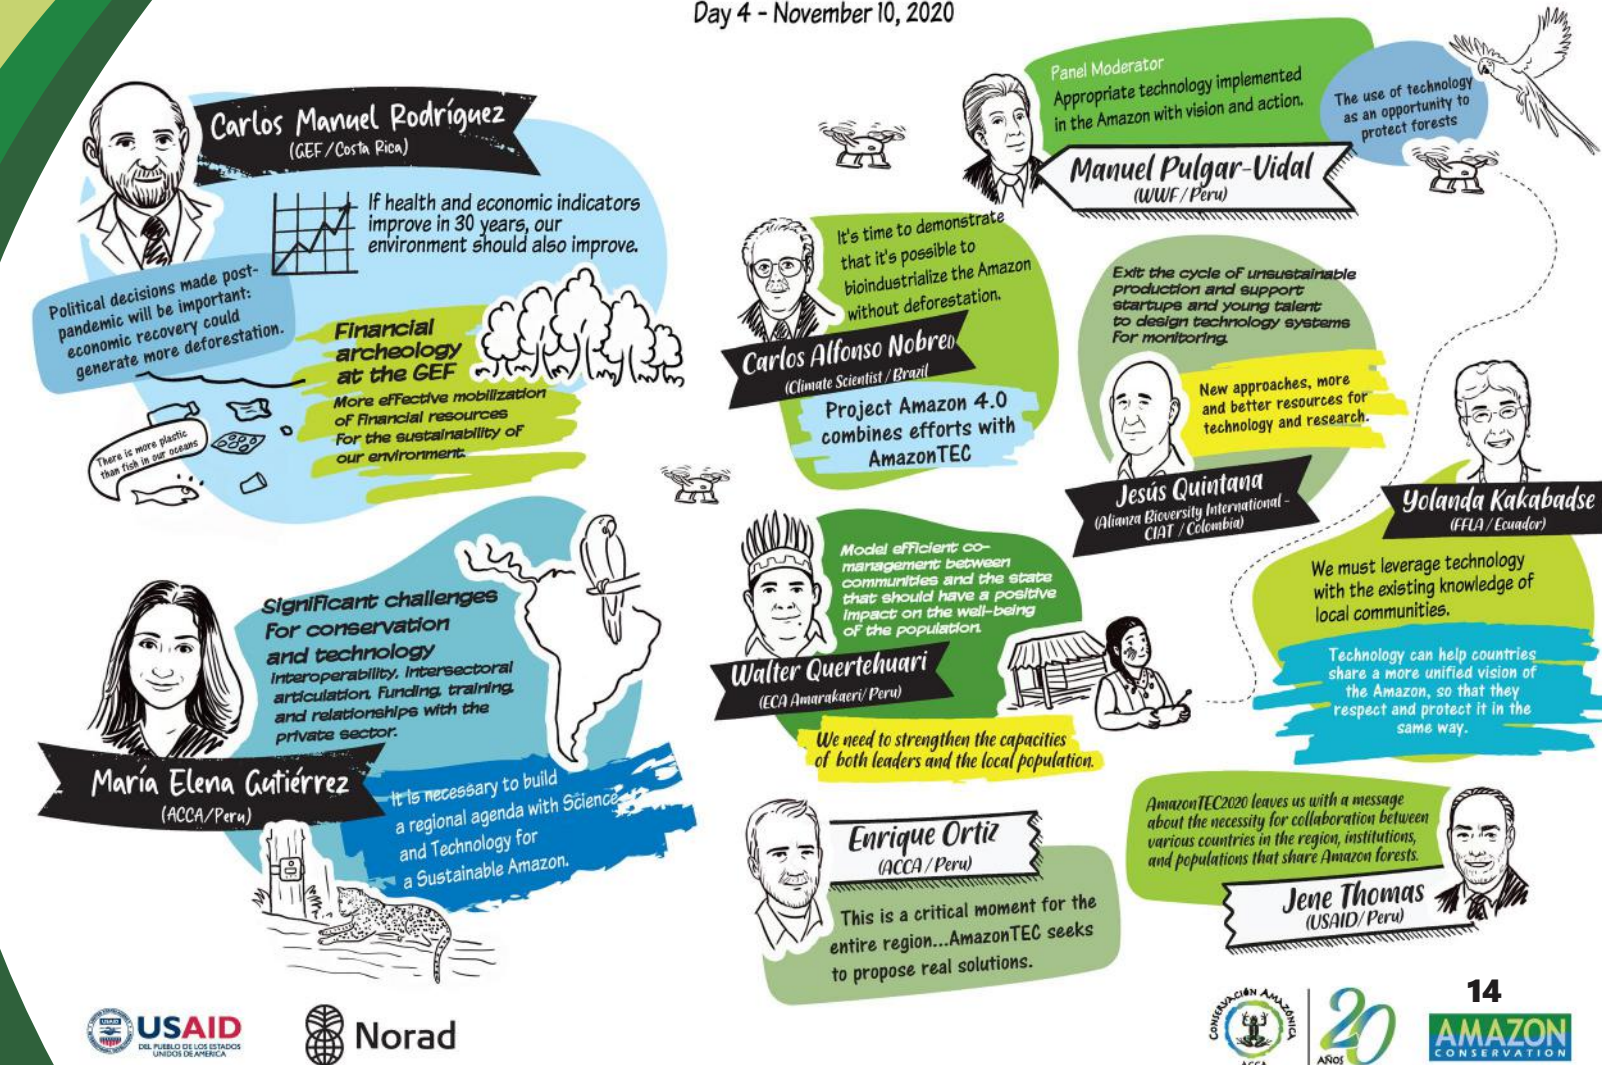 Day 4 - November 10, 2020
Carlos Manuel Rodríguez
(GEF/Costa Rica)
If health and economic indicators
improve in 30 years, our
environment should also improve.
Political decisions made post-
pandemic will be important:
economic recovery could
generate more deforestation.
Financial
archeology
at the GEF
More effective mobilization
of financial resources
for the sustainability of
our environment.
There is more plastic
than fish in our oceans
Significant challenges
for conservation
and technology
Interoperability, intersectoral
articulation, funding, training,
and relationships with the
private sector.
María Elena Gutiérrez
(ACCA/Peru)
It is necessary to build
a regional agenda with Science
and Technology for
a Sustainable Amazon.
Panel Moderator
Appropriate technology implemented
in the Amazon with vision and action.
The use of technology
as an opportunity to
protect forests
Manuel Pulgar-Vidal
(WWF/Peru)
It's time to demonstrate
that it's possible to
bioindustrialize the Amazon
without deforestation.
Carlos Alfonso Nobre
(Climate Scientist / Brazil
Project Amazon 4.0
combines efforts with
AmazonTEC
Exit the cycle of unsustainable
production and support
startups and young talent
to design technology systems
for monitoring.
New approaches, more
and better resources for
technology and research.
Jesús Quintana
(Alianza Bioversity International -
CIAT / Colombia)
Yolanda Kakabadse
(FFLA / Ecuador)
We must leverage technology
with the existing knowledge of
local communities.
Technology can help countries
share a more unified vision of
the Amazon, so that they
respect and protect it in the
same way.
Model efficient co-
management between
communities and the state
that should have a positive
impact on the well-being
of the population.
Walter Quertehuari
(ECA Amarakaeri/ Peru)
We need to strengthen the capacities
of both leaders and the local population.
Enrique Ortiz
(ACCA / Peru)
This is a critical moment for the
entire region...AmazonTEC seeks
to propose real solutions.
AmazonTEC2020 leaves us with a message
about the necessity for collaboration between
various countries in the region, institutions,
and populations that share Amazon forests.
Jene Thomas
(USAID/Peru)
USAID
DEL PUEBLO DE LOS ESTADOS
UNIDOS DE AMÉRICA
Norad
CONSERVACIÓN AMAZÓNICA
ACCA
20
AÑOS
14
AMAZON
CONSERVATION